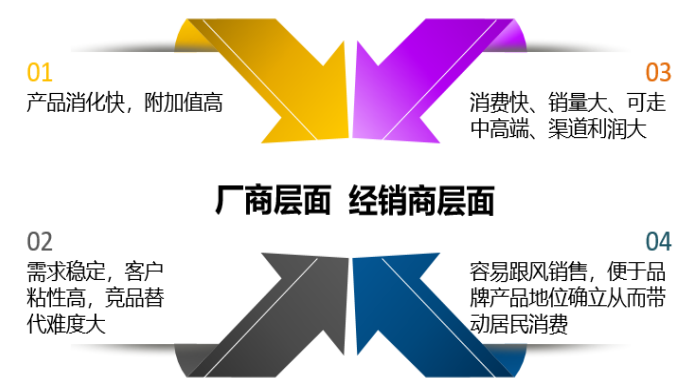 01
产品消化快，附加值高
03
消费快、销量大、可走
中高端、渠道利润大
厂商层面 经销商层面
02
需求稳定，客户
粘性高，竞品替
代难度大
04
容易跟风销售，便于品
牌产品地位确立从而带
动居民消费